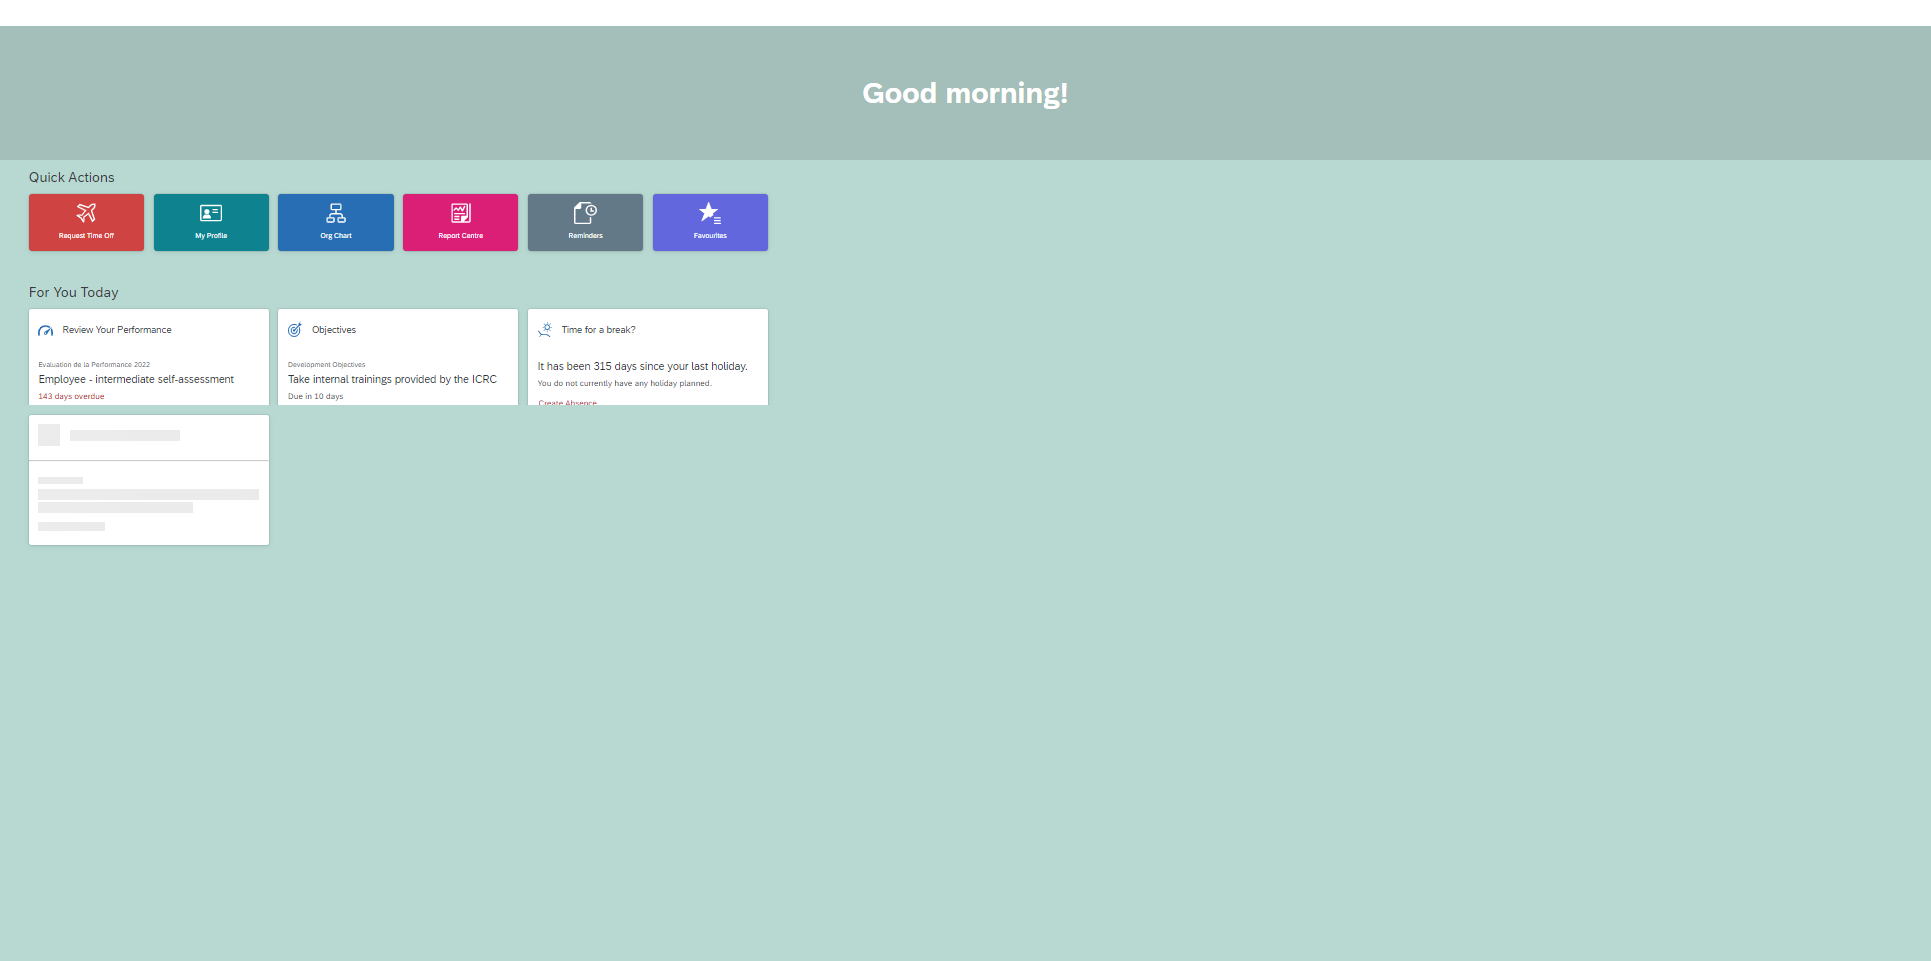 Good morning!
Quick Actions
Request Time Off
My Profile
Org Chart
Report Centre
Reminders
Favourites
For You Today
Review Your Performance
Evaluation de la Performance 2022
Employee - intermediate self-assessment
143 days overdue
Objectives
Development Objectives
Take internal trainings provided by the ICRC
Due in 10 days
Time for a break?
It has been 315 days since your last holiday.
You do not currently have any holiday planned.
Create Absence